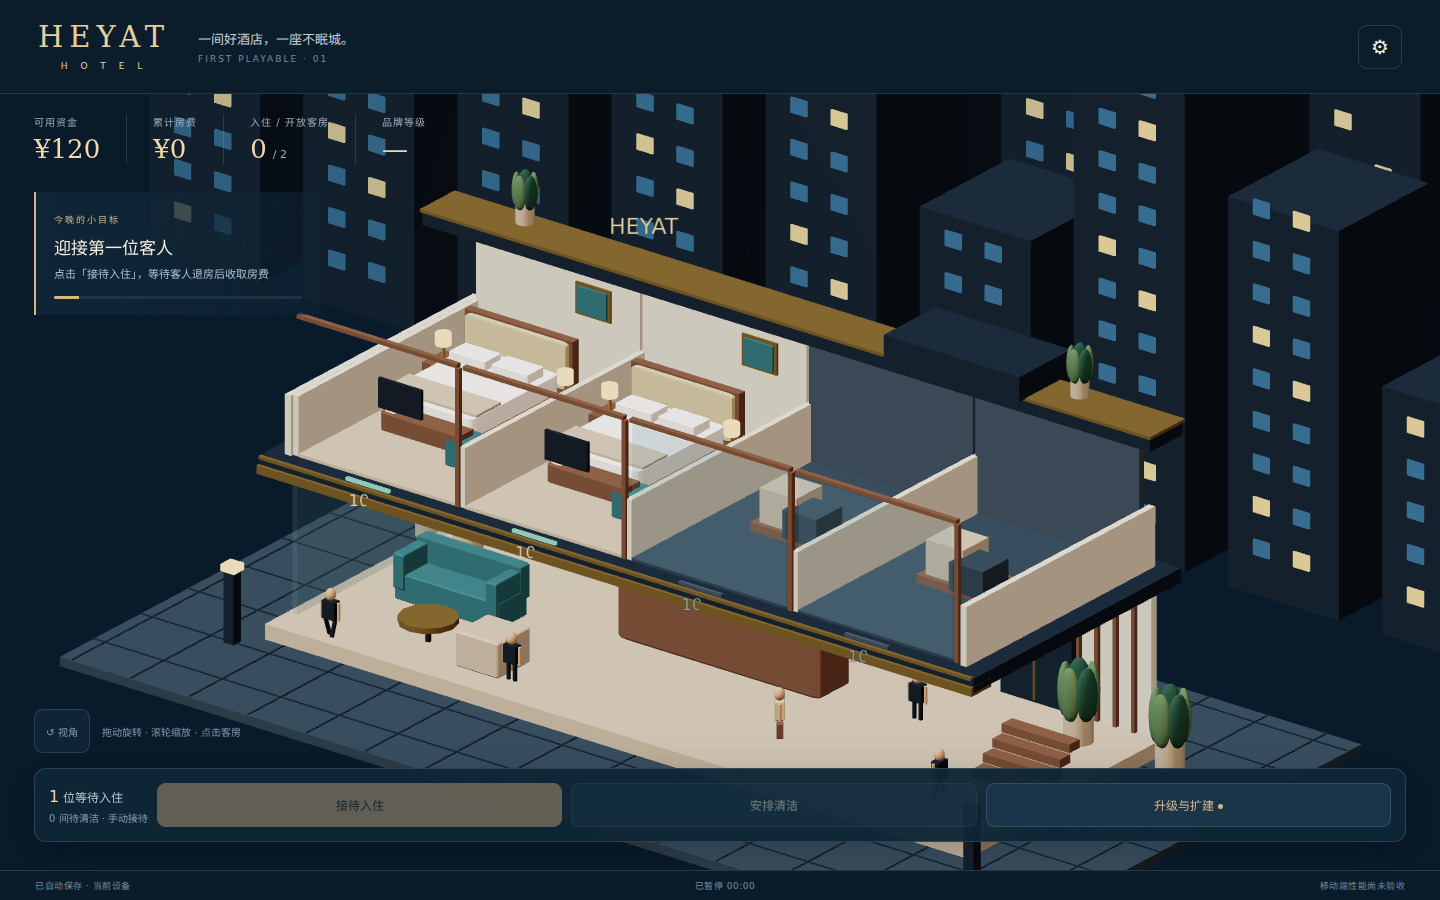 HEYAT
HOTEL
一间好酒店，一座不眠城。
FIRST PLAYABLE · 01
⚙
可用资金
¥120
累计房费
¥0
入住 / 开放客房
0 / 2
品牌等级
—
今晚的小目标
迎接第一位客人
点击「接待入住」，等待客人退房后收取房费
HEYAT
10
10
10
10
↺ 视角
拖动旋转 · 滚轮缩放 · 点击客房
1 位等待入住
0 间待清洁 · 手动接待
接待入住
安排清洁
升级与扩建
已自动保存 · 当前设备
已暂停 00:00
移动端性能尚未验收